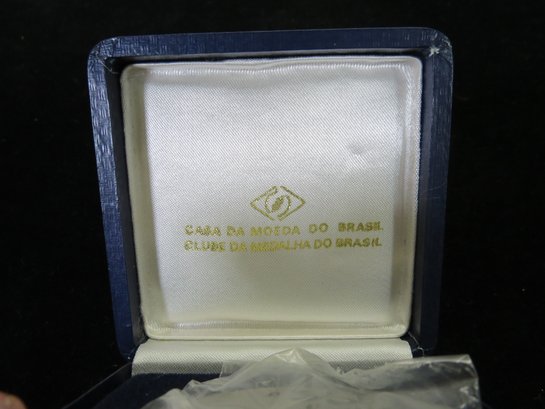 CASA DA MOEDA DO BRASIL
CLUBE DA MEDALHA DO BRASIL